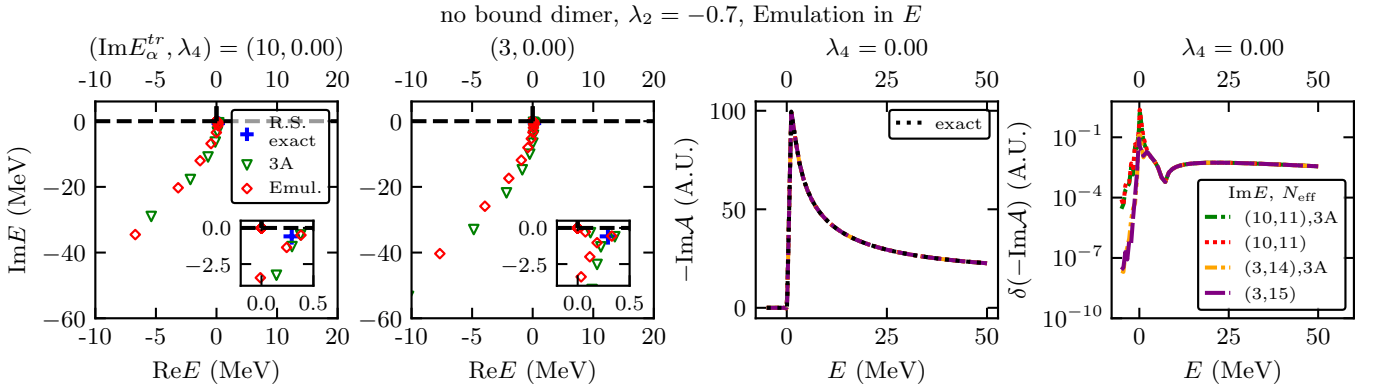 no bound dimer, λ₂ = −0.7, Emulation in E
(ImE_α^{tr}, λ₄) = (10, 0.00)
(3, 0.00)
λ₄ = 0.00
λ₄ = 0.00
-10 -5 0 5 10 20
-10 -5 0 5 10 20
0 25 50
0 25 50
ImE (MeV)
0
−20
−40
−60
R.S.
exact
3A
Emul.
0.0
−2.5
0.0 0.5
-10 -5 0 5 10 20
ReE (MeV)
0
−20
−40
−60
0.0
−2.5
0.0 0.5
-10 -5 0 5 10 20
ReE (MeV)
−Im𝒜 (A.U.)
100
50
0
exact
0 25 50
E (MeV)
δ(−Im𝒜) (A.U.)
10⁻¹
10⁻⁴
10⁻⁷
10⁻¹⁰
ImE, N_eff
(10,11),3A
(10,11)
(3,14),3A
(3,15)
0 25 50
E (MeV)